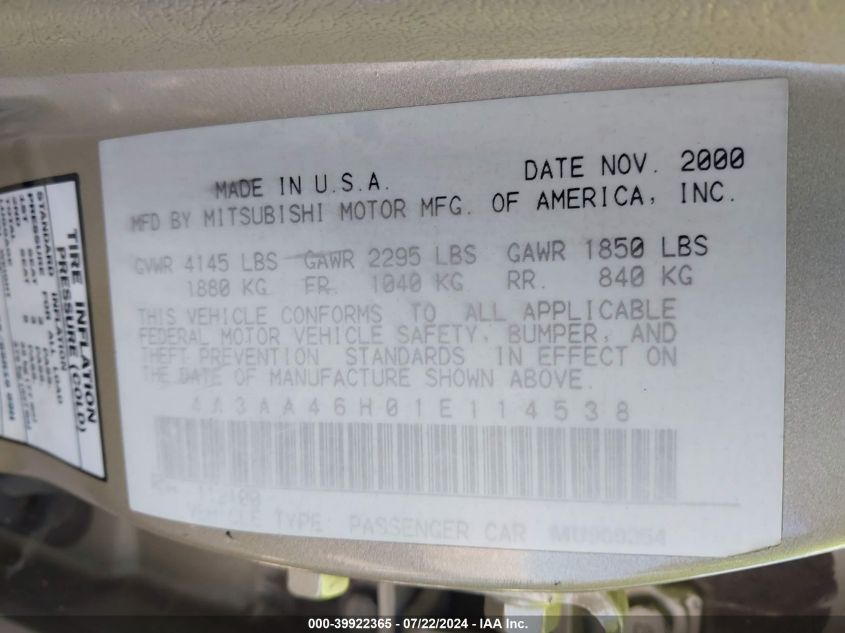 MADE IN U.S.A. DATE NOV. 2000
MFD BY MITSUBISHI MOTOR MFG. OF AMERICA, INC.
GVWR 4145 LBS GAWR 2295 LBS GAWR 1850 LBS
1880 KG FR. 1040 KG RR. 840 KG
THIS VEHICLE CONFORMS TO ALL APPLICABLE
FEDERAL MOTOR VEHICLE SAFETY, BUMPER, AND
THEFT PREVENTION STANDARDS IN EFFECT ON
THE DATE OF MANUFACTURE SHOWN ABOVE.
4A3AA46H01E114538
VEHICLE TYPE: PASSENGER CAR
TIRE INFLATION
PRESSURE (COLD)
000-39922365 - 07/22/2024 - IAA Inc.